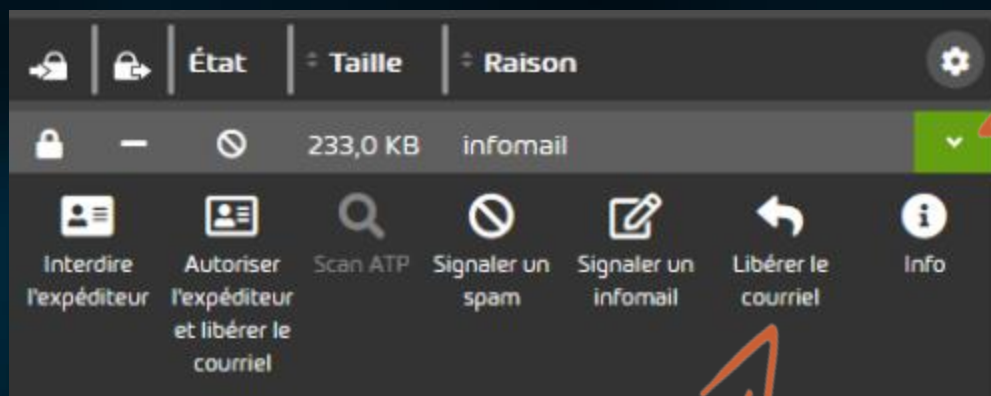 État Taille Raison
233,0 KB infomail
Interdire
l'expéditeur
Autoriser
l'expéditeur
et libérer le
courriel
Scan ATP
Signaler un
spam
Signaler un
infomail
Libérer le
courriel
Info